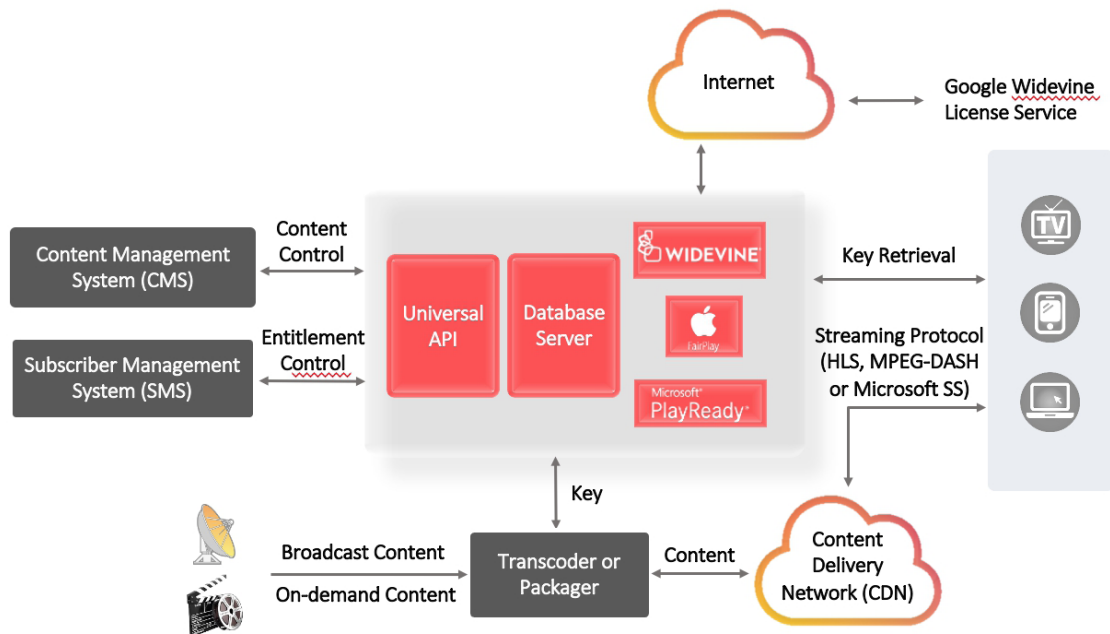 Internet
Google Widevine
License Service
Content Management
System (CMS)
Content
Control
Subscriber Management
System (SMS)
Entitlement
Control
Universal
API
Database
Server
WIDEVINE
FairPlay
Microsoft®
PlayReady
Key Retrieval
Streaming Protocol
(HLS, MPEG-DASH
or Microsoft SS)
TV
Key
Broadcast Content
On-demand Content
Transcoder or
Packager
Content
Content
Delivery
Network (CDN)